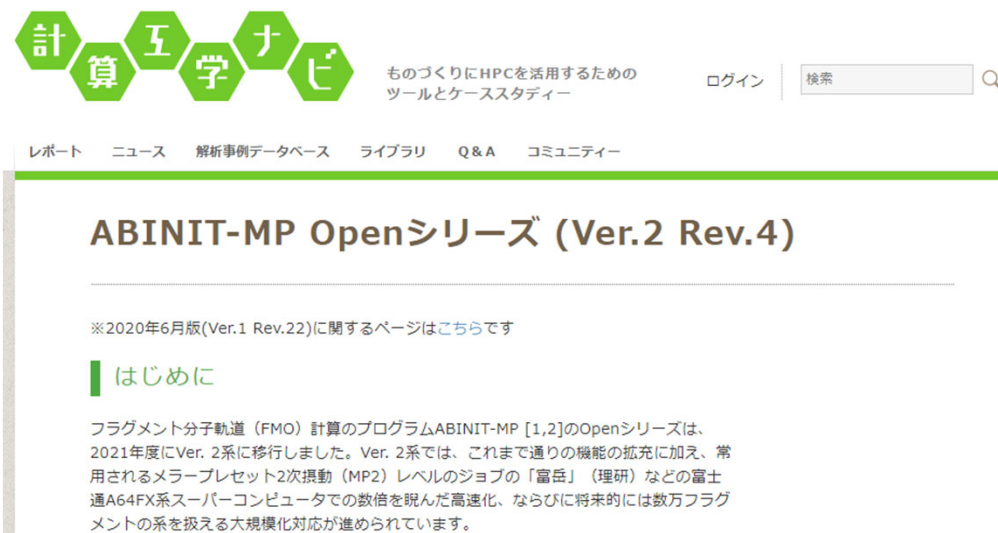 計算工学ナビ
ものづくりにHPCを活用するための
ツールとケーススタディー
ログイン
検索
レポート ニュース 解析事例データベース ライブラリ Q&A コミュニティー
ABINIT-MP Openシリーズ (Ver.2 Rev.4)
※2020年6月版(Ver.1 Rev.22)に関するページはこちらです
はじめに
フラグメント分子軌道（FMO）計算のプログラムABINIT-MP [1,2]のOpenシリーズは、
2021年度にVer. 2系に移行しました。Ver. 2系では、これまで通りの機能の拡充に加え、常
用されるメラープレセット2次摂動（MP2）レベルのジョブの「富岳」（理研）などの富士
通A64FX系スーパーコンピュータでの数倍を睨んだ高速化、ならびに将来的には数万フラグ
メントの系を扱える大規模化対応が進められています。